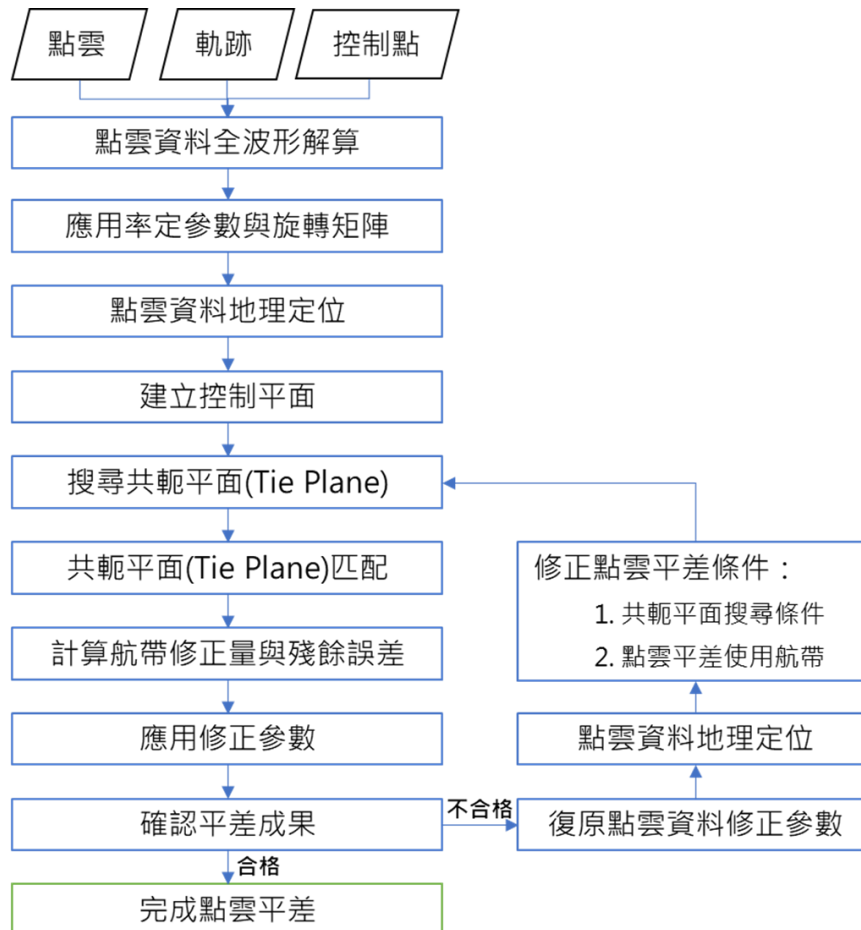 點雲
軌跡
控制點
點雲資料全波形解算
應用率定參數與旋轉矩陣
點雲資料地理定位
建立控制平面
搜尋共軛平面(Tie Plane)
共軛平面(Tie Plane)匹配
計算航帶修正量與殘餘誤差
應用修正參數
確認平差成果
合格
完成點雲平差
不合格
復原點雲資料修正參數
點雲資料地理定位
修正點雲平差條件：
1. 共軛平面搜尋條件
2. 點雲平差使用航帶